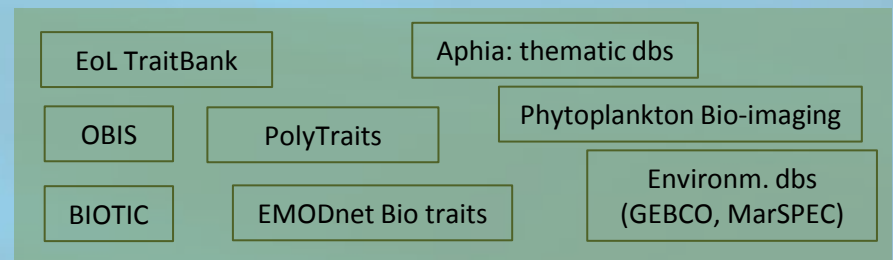 EoL TraitBank
Aphia: thematic dbs
OBIS
PolyTraits
Phytoplankton Bio-imaging
BIOTIC
EMODnet Bio traits
Environm. dbs
(GEBCO, MarSPEC)